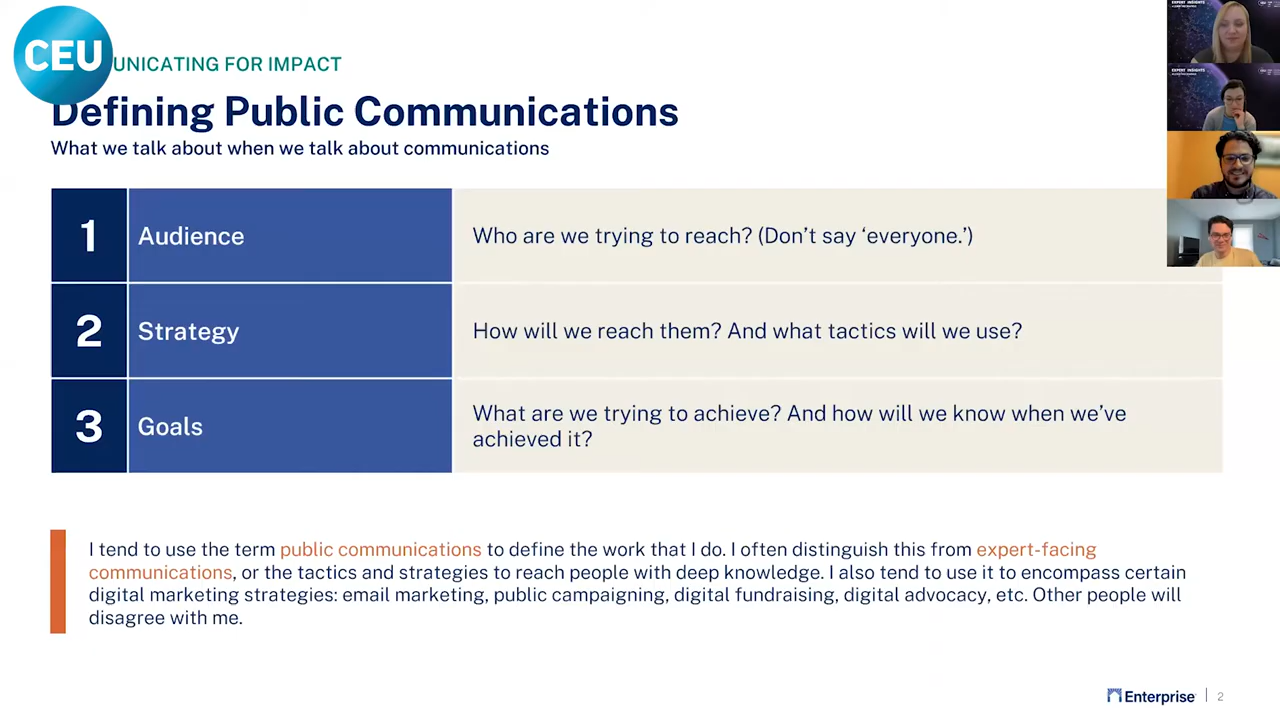 CEU
UNICATING FOR IMPACT
Defining Public Communications
What we talk about when we talk about communications
1 Audience Who are we trying to reach? (Don’t say ‘everyone.’)
2 Strategy How will we reach them? And what tactics will we use?
3 Goals What are we trying to achieve? And how will we know when we’ve
achieved it?
I tend to use the term public communications to define the work that I do. I often distinguish this from expert-facing
communications, or the tactics and strategies to reach people with deep knowledge. I also tend to use it to encompass certain
digital marketing strategies: email marketing, public campaigning, digital fundraising, digital advocacy, etc. Other people will
disagree with me.
Enterprise 2
EXPERT INSIGHTS
EXPERT INSIGHTS